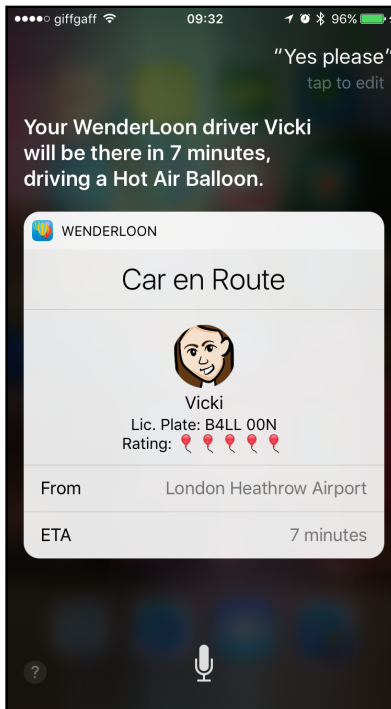 giffgaff 09:32 96%
"Yes please"
tap to edit
Your WenderLoon driver Vicki
will be there in 7 minutes,
driving a Hot Air Balloon.
WENDERLOON
Car en Route
Vicki
Lic. Plate: B4LL 00N
Rating: 🎈 🎈 🎈 🎈 🎈
From London Heathrow Airport
ETA 7 minutes
?